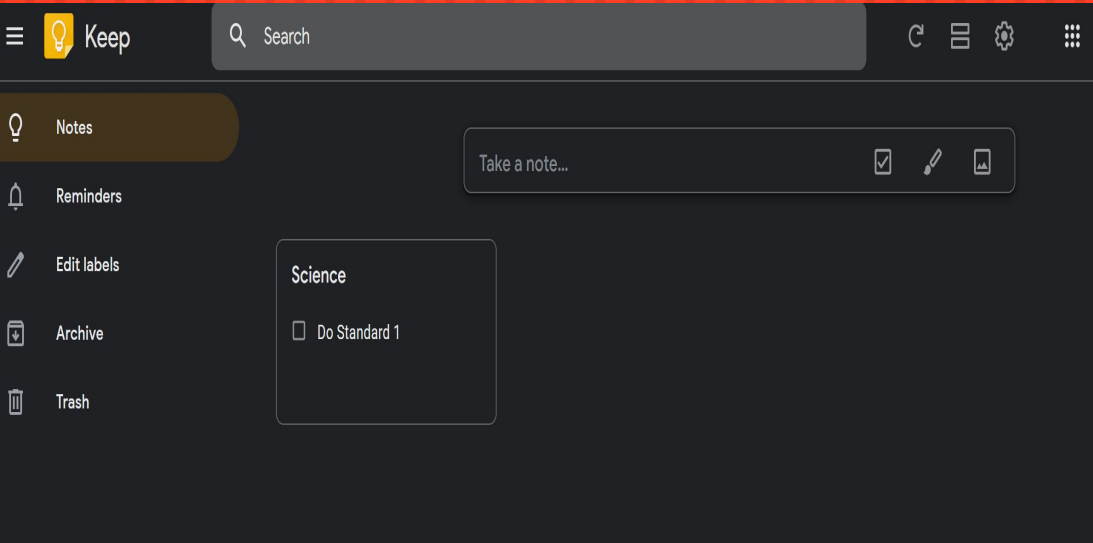 Keep
Search
Notes
Take a note...
Reminders
Edit labels
Science
Do Standard 1
Archive
Trash